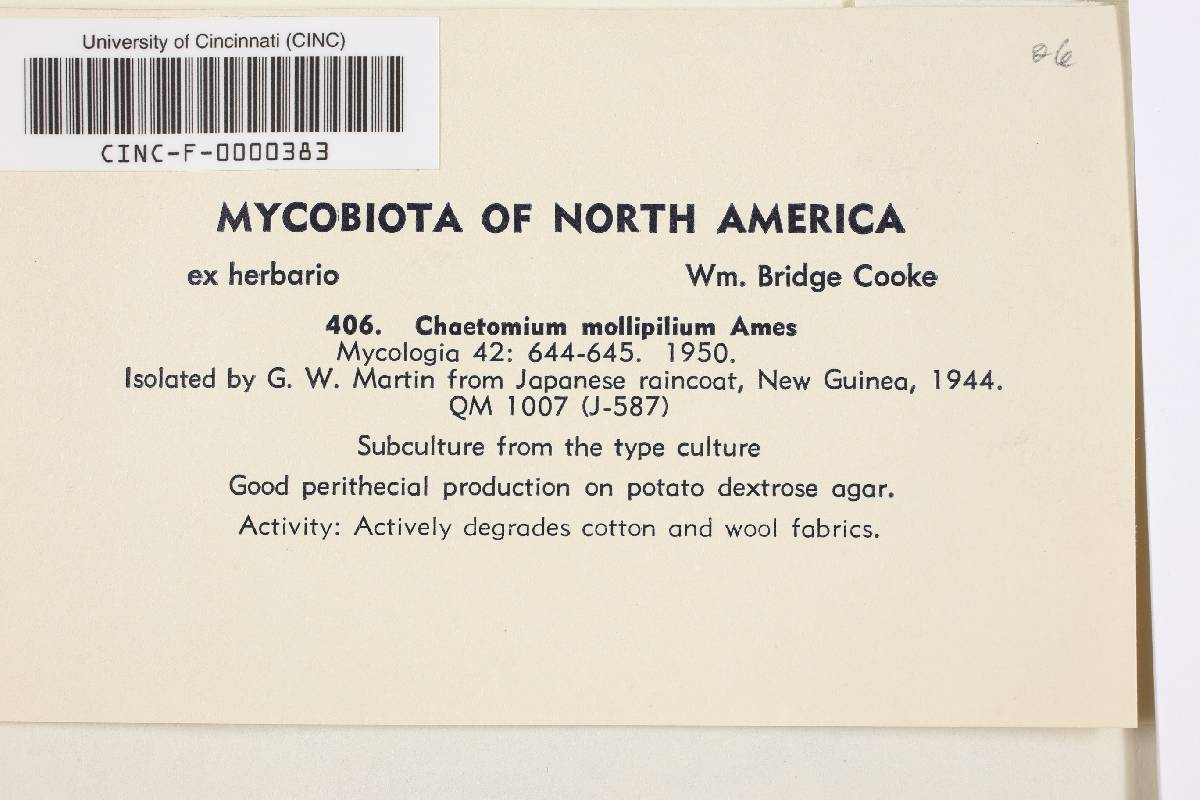 University of Cincinnati (CINC)
CINC-F-0000383
MYCOBIOTA OF NORTH AMERICA
ex herbario Wm. Bridge Cooke
406. Chaetomium mollipilium Ames
Mycologia 42: 644-645. 1950.
Isolated by G. W. Martin from Japanese raincoat, New Guinea, 1944.
QM 1007 (J-587)
Subculture from the type culture
Good perithecial production on potato dextrose agar.
Activity: Actively degrades cotton and wool fabrics.